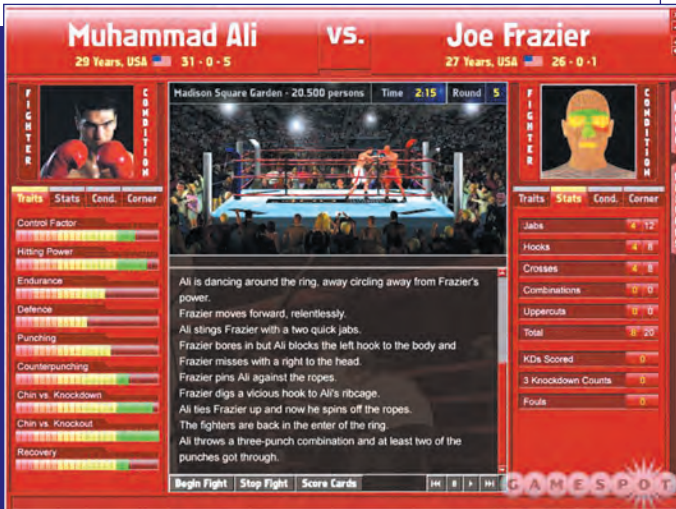 Muhammad Ali
VS.
Joe Frazier
29 Years, USA 31 - 0 - 5
27 Years, USA 26 - 0 - 1
FIGHTER
CONDITION
Madison Square Garden - 20.500 persons
Time 2:15
Round 5
FIGHTER
CONDITION
Traits Stats Cond. Corner
Control Factor
Hitting Power
Endurance
Defence
Punching
Counterpunching
Chin vs. Knockdown
Chin vs. Knockout
Recovery
Ali is dancing around the ring, away circling away from Frazier's
power.
Frazier moves forward, relentlessly.
Ali stings Frazier with a two quick jabs.
Frazier bores in but Ali blocks the left hook to the body and
Frazier misses with a right to the head.
Frazier pins Ali against the ropes.
Frazier digs a vicious hook to Ali's ribcage.
Ali ties Frazier up and now he spins off the ropes.
The fighters are back in the enter of the ring.
Ali throws a three-punch combination and at least two of the
punches got through.
Begin Fight Stop Fight Score Cards
Traits Stats Cond. Corner
Jabs 4 12
Hooks 4 8
Crosses 4 8
Combinations 0 0
Uppercuts 0 0
Total 8 20
KDs Scored 0
3 Knockdown Counts 0
Fouls 0
GAMESPOT